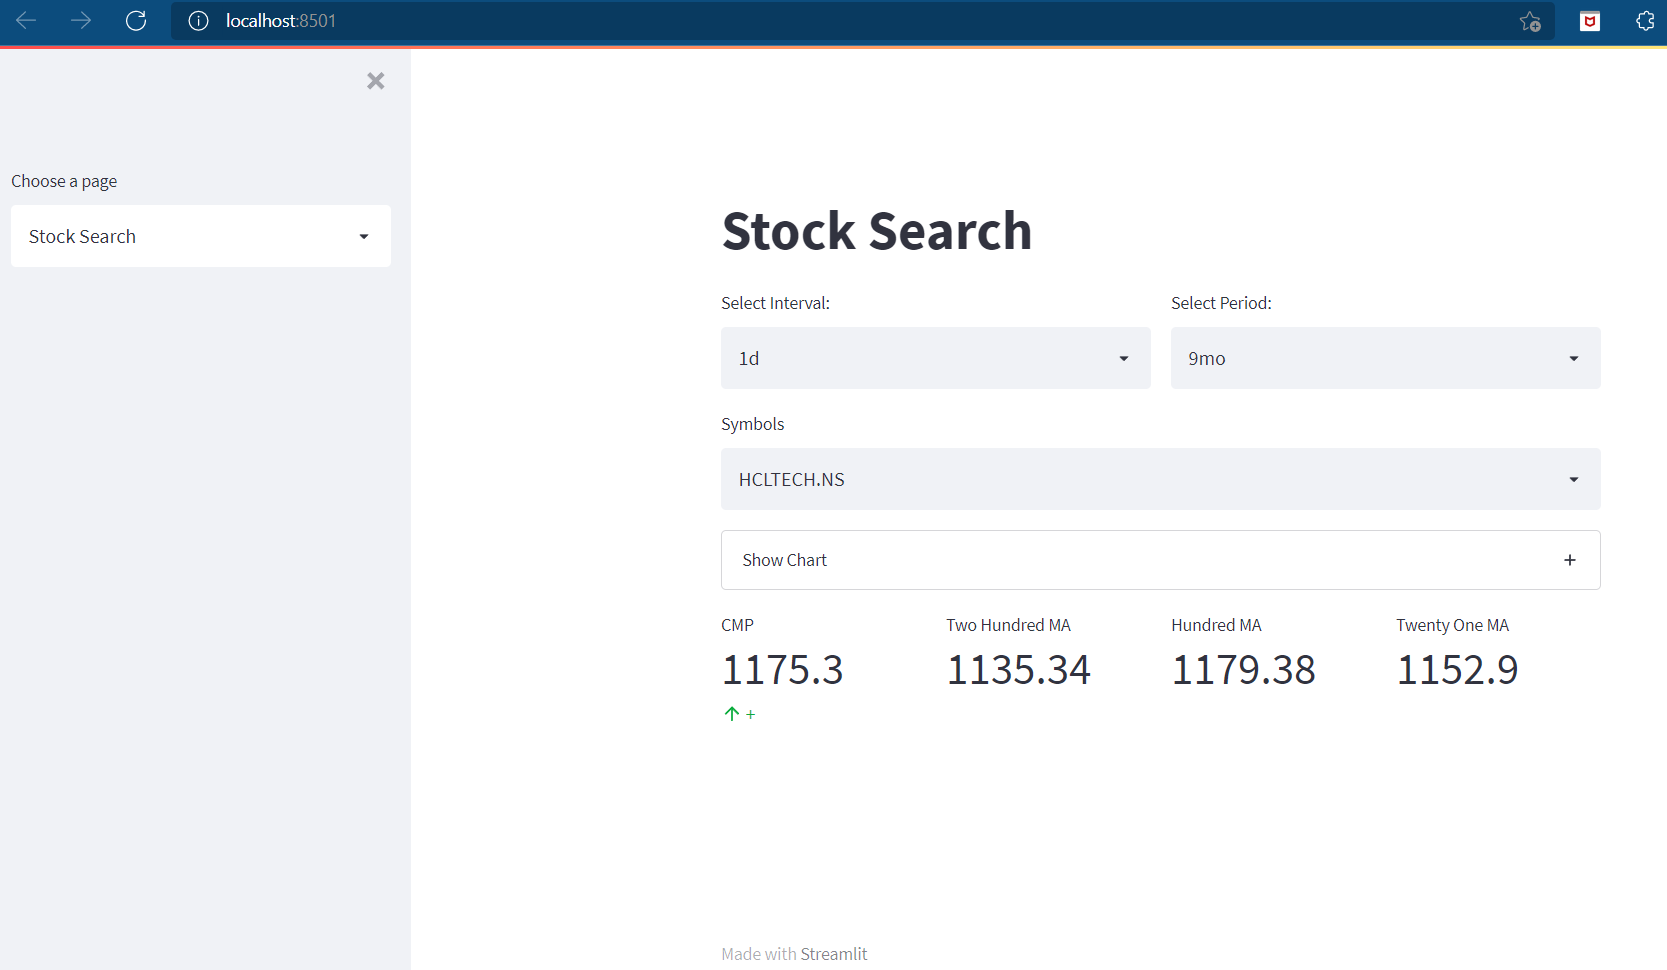 localhost:8501
Choose a page
Stock Search
Stock Search
Select Interval:
Select Period:
1d
9mo
Symbols
HCLTECH.NS
Show Chart
+
CMP
Two Hundred MA
Hundred MA
Twenty One MA
1175.3
1135.34
1179.38
1152.9
↑ +
Made with Streamlit